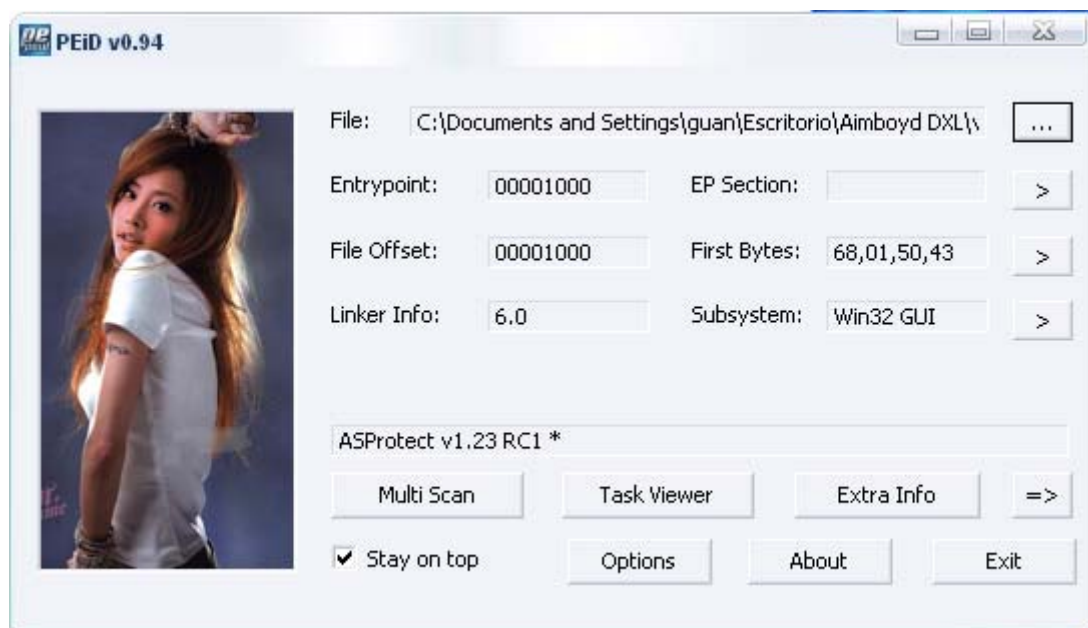 PEiD v0.94
File: C:\Documents and Settings\guan\Escritorio\Aimboyd DXL\v ...
Entrypoint: 00001000 EP Section: >
File Offset: 00001000 First Bytes: 68,01,50,43 >
Linker Info: 6.0 Subsystem: Win32 GUI >
ASProtect v1.23 RC1 *
Multi Scan Task Viewer Extra Info =>
Stay on top Options About Exit